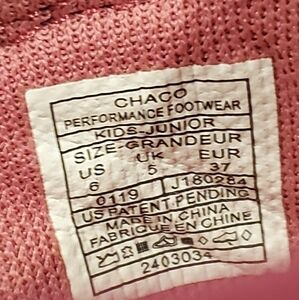 CHACO
PERFORMANCE FOOTWEAR
KIDS-JUNIOR
SIZE-GRANDEUR
US UK EUR
6 5 37
0119 J180284
US PATENT PENDING
MADE IN CHINA
FABRIQUE EN CHINE
2403034